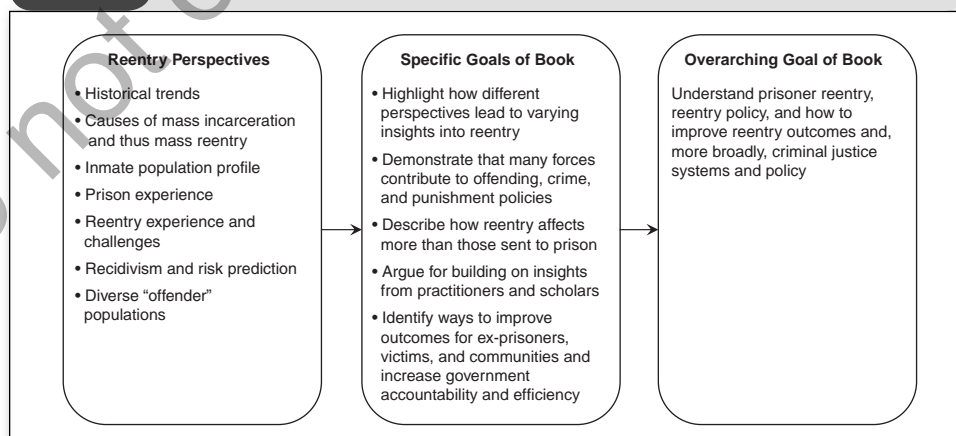 Reentry Perspectives
• Historical trends
• Causes of mass incarceration
and thus mass reentry
• Inmate population profile
• Prison experience
• Reentry experience and
challenges
• Recidivism and risk prediction
• Diverse “offender”
populations
Specific Goals of Book
• Highlight how different
perspectives lead to varying
insights into reentry
• Demonstrate that many forces
contribute to offending, crime,
and punishment policies
• Describe how reentry affects
more than those sent to prison
• Argue for building on insights
from practitioners and scholars
• Identify ways to improve
outcomes for ex-prisoners,
victims, and communities and
increase government
accountability and efficiency
Overarching Goal of Book
Understand prisoner reentry,
reentry policy, and how to
improve reentry outcomes and,
more broadly, criminal justice
systems and policy
not